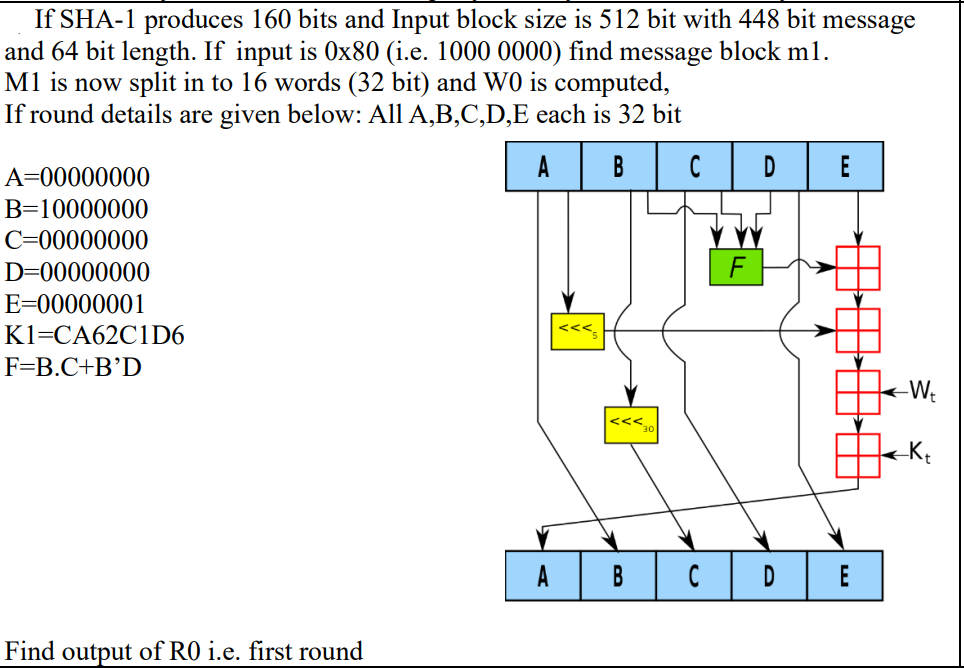 If SHA-1 produces 160 bits and Input block size is 512 bit with 448 bit message
and 64 bit length. If input is 0x80 (i.e. 1000 0000) find message block m1.
M1 is now split in to 16 words (32 bit) and W0 is computed,
If round details are given below: All A,B,C,D,E each is 32 bit
A=00000000
B=10000000
C=00000000
D=00000000
E=00000001
K1=CA62C1D6
F=B.C+B’D
A B C D E
F
<<<5
Wt
<<<30
Kt
A B C D E
Find output of R0 i.e. first round